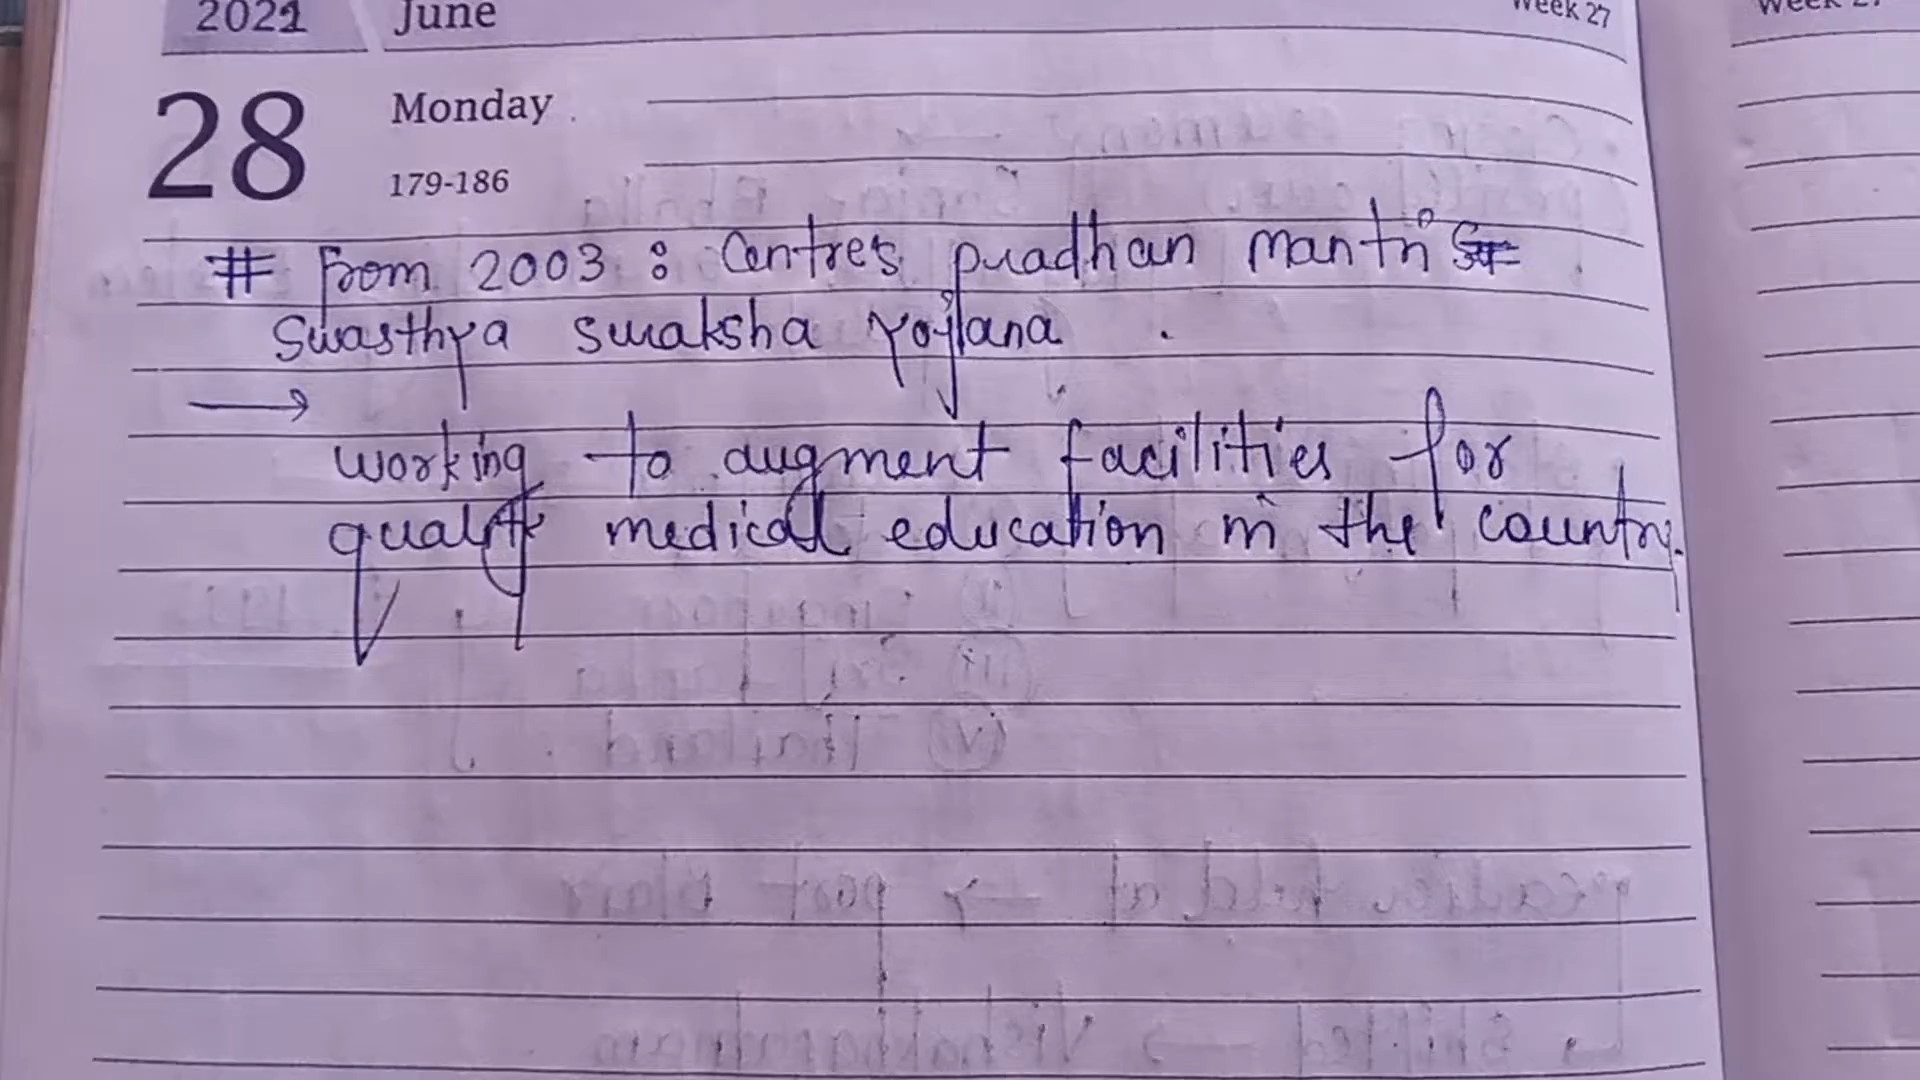 2021 June Week 27
28 Monday
179-186
# From 2003 : Centres pradhan mantri
Swasthya suraksha Yojana
→
working to augment facilities for
quality medical education in the country.